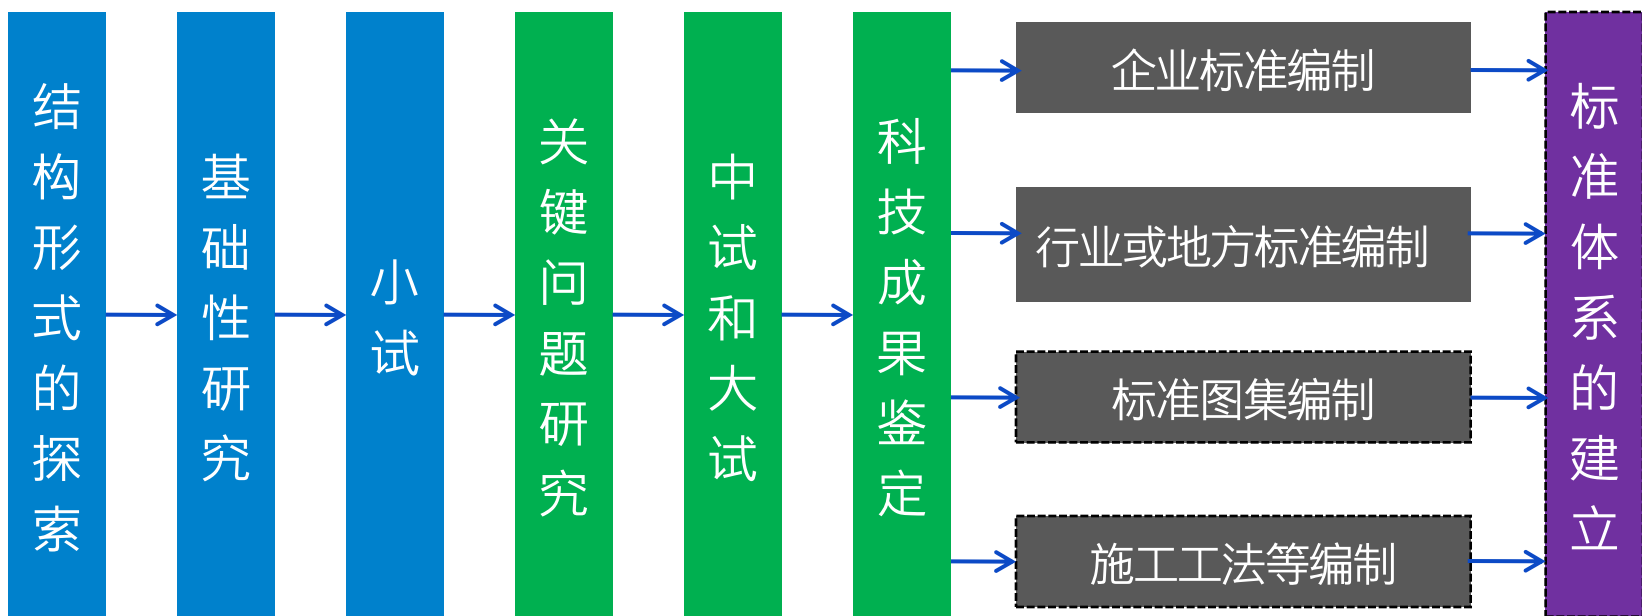 结构形式的探索
基础性研究
小试
关键问题研究
中试和大试
科技成果鉴定
企业标准编制
行业或地方标准编制
标准图集编制
施工工法等编制
标准体系的建立